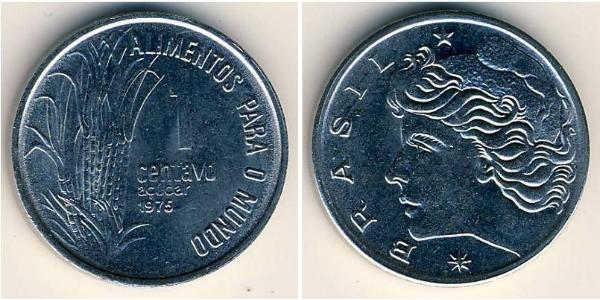 ALIMENTOS PARA O MUNDO
1
centavo
açúcar
1975
BRASIL